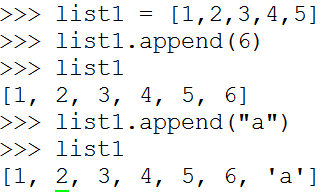 >>> list1 = [1,2,3,4,5]
>>> list1.append(6)
>>> list1
[1, 2, 3, 4, 5, 6]
>>> list1.append("a")
>>> list1
[1, 2, 3, 4, 5, 6, 'a']